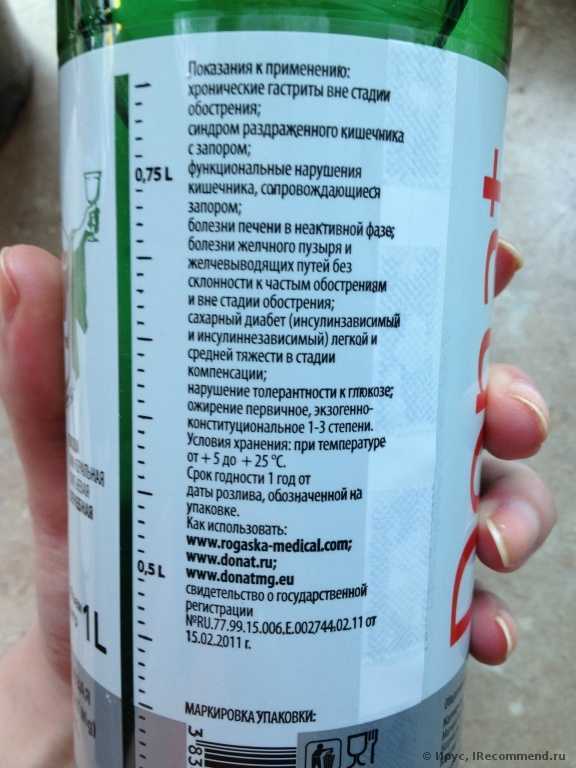 Показания к применению:
хронические гастриты вне стадии
обострения;
синдром раздраженного кишечника
с запором;
функциональные нарушения
кишечника, сопровождающиеся
запором;
болезни печени в неактивной фазе;
болезни желчного пузыря и
желчевыводящих путей без
склонности к частым обострениям
и вне стадии обострения;
сахарный диабет (инсулинзависимый
и инсулиннезависимый) легкой и
средней тяжести в стадии
компенсации;
нарушение толерантности к глюкозе;
ожирение первичное, экзогенно-
конституциональное 1-3 степени.
Условия хранения: при температуре
от + 5 до + 25 °C.
Срок годности 1 год от
даты розлива, обозначенной на
упаковке.
Как использовать:
www.rogaska-medical.com;
www.donat.ru;
www.donatmg.eu
свидетельство о государственной
регистрации
№RU.77.99.15.006.E.002744.02.11 от
15.02.2011 г.
МАРКИРОВКА УПАКОВКИ:
0,75 L
0,5 L
1L
383
Donat
© Ирус, IRecommend.ru